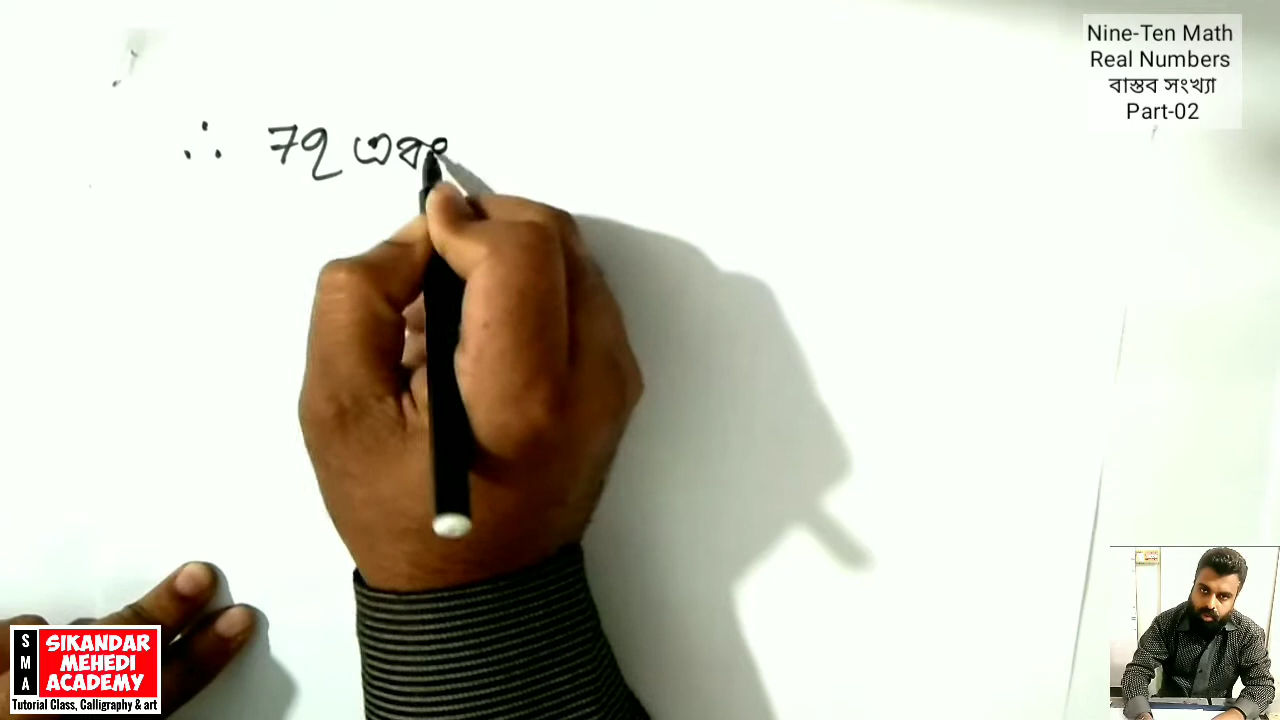 Nine-Ten Math
Real Numbers
বাস্তব সংখ্যা
Part-02
∴ 7q এবং
S M A
SIKANDAR
MEHEDI
ACADEMY
Tutorial Class, Calligraphy & art